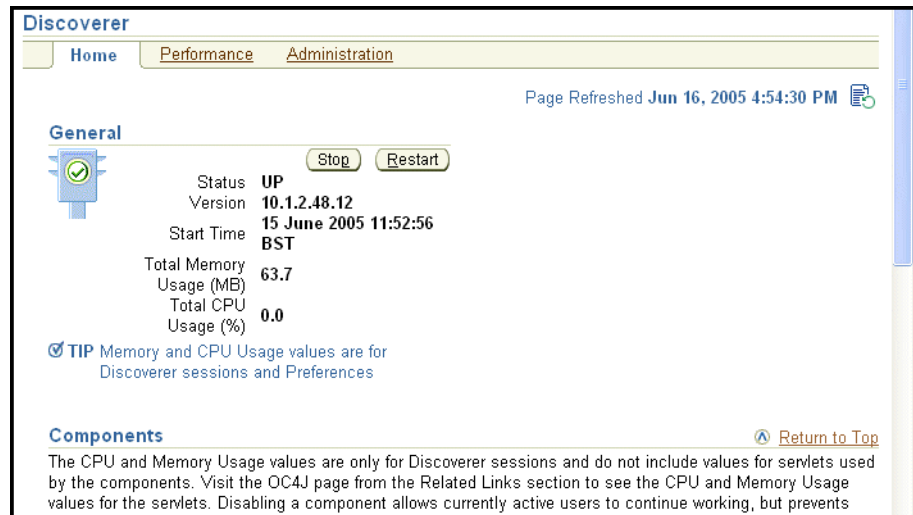 Discoverer
Home Performance Administration
Page Refreshed Jun 16, 2005 4:54:30 PM
General
Stop Restart
Status UP
Version 10.1.2.48.12
Start Time 15 June 2005 11:52:56 BST
Total Memory Usage (MB) 63.7
Total CPU Usage (%) 0.0
TIP Memory and CPU Usage values are for
Discoverer sessions and Preferences
Components Return to Top
The CPU and Memory Usage values are only for Discoverer sessions and do not include values for servlets used
by the components. Visit the OC4J page from the Related Links section to see the CPU and Memory Usage
values for the servlets. Disabling a component allows currently active users to continue working, but prevents